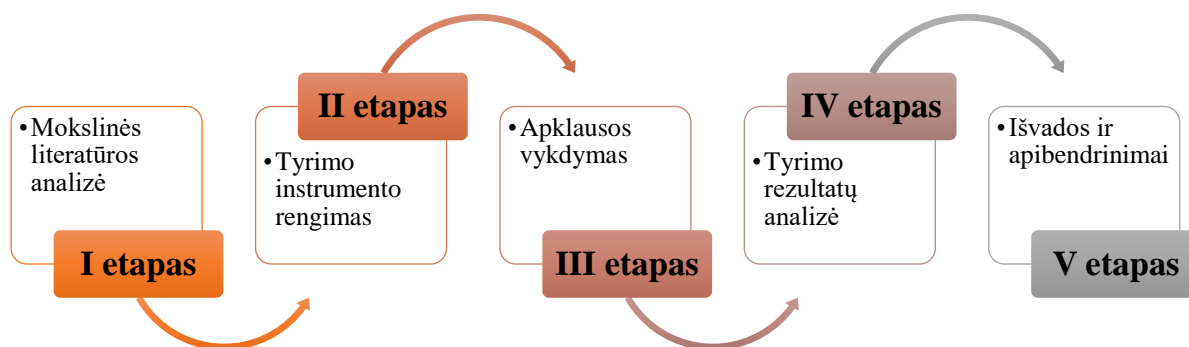 •Mokslinės
literatūros
analizė
I etapas
II etapas
•Tyrimo
instrumento
rengimas
•Apklausos
vykdymas
III etapas
IV etapas
•Tyrimo
rezultatų
analizė
•Išvados ir
apibendrinimai
V etapas